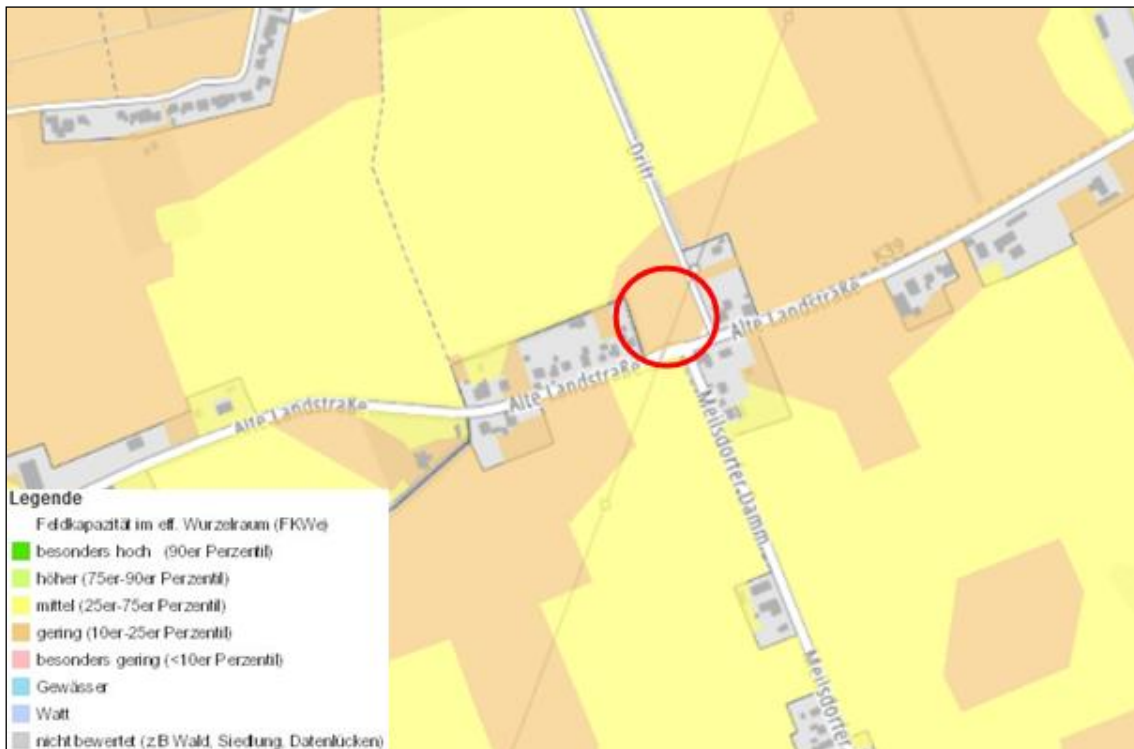 Drift
K39
Alte Landstraße
Alte Landstraße
Alte Landstraße
Meilsdorfer Damm
Meilsdorfer
Legende
Feldkapazität im eff. Wurzelraum (FKWe)
besonders hoch (90er Perzentil)
höher (75er-90er Perzentil)
mittel (25er-75er Perzentil)
gering (10er-25er Perzentil)
besonders gering (<10er Perzentil)
Gewässer
Watt
nicht bewertet (z.B Wald, Siedlung, Datenlücken)